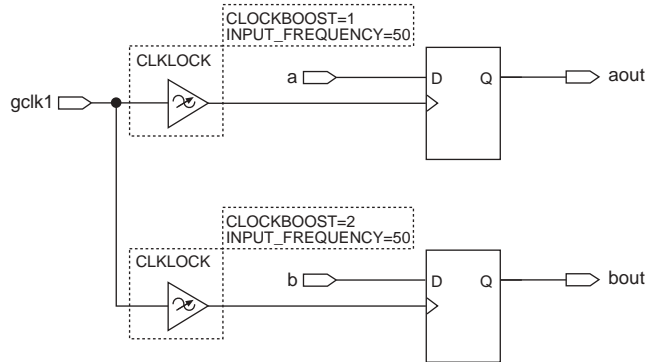 CLOCKBOOST=1
INPUT_FREQUENCY=50
CLKLOCK
a
D
Q
aout
gclk1
CLOCKBOOST=2
INPUT_FREQUENCY=50
CLKLOCK
b
D
Q
bout